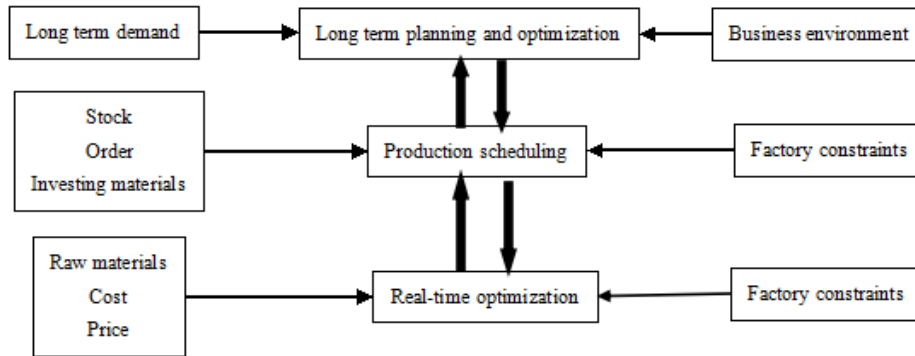 Long term demand
Long term planning and optimization
Business environment
Stock
Order
Investing materials
Production scheduling
Factory constraints
Raw materials
Cost
Price
Real-time optimization
Factory constraints